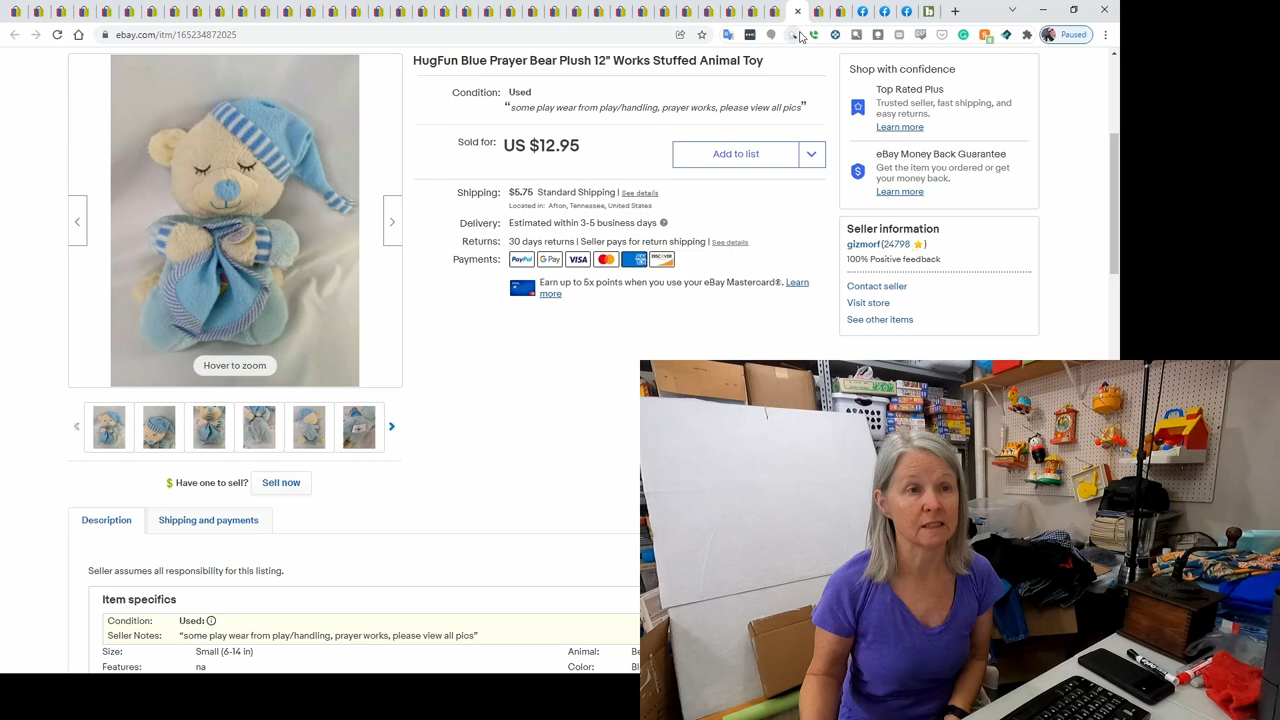 ebay.com/itm/165234872025
Paused
HugFun Blue Prayer Bear Plush 12" Works Stuffed Animal Toy
Condition: Used
“some play wear from play/handling, prayer works, please view all pics”
Sold for: US $12.95
Add to list
Shipping: $5.75 Standard Shipping | See details
Located in: Afton, Tennessee, United States
Delivery: Estimated within 3-5 business days
Returns: 30 days returns | Seller pays for return shipping | See details
Payments: PayPal G Pay VISA DISCOVER
Earn up to 5x points when you use your eBay Mastercard®. Learn
more
Shop with confidence
Top Rated Plus
Trusted seller, fast shipping, and
easy returns.
Learn more
eBay Money Back Guarantee
Get the item you ordered or get
your money back.
Learn more
Seller information
gizmorf (24798 )
100% Positive feedback
Contact seller
Visit store
See other items
Hover to zoom
$ Have one to sell? Sell now
Description
Shipping and payments
Seller assumes all responsibility for this listing.
Item specifics
Condition: Used:
Seller Notes: “some play wear from play/handling, prayer works, please view all pics”
Size: Small (6-14 in) Animal: Be
Features: na Color: Bl